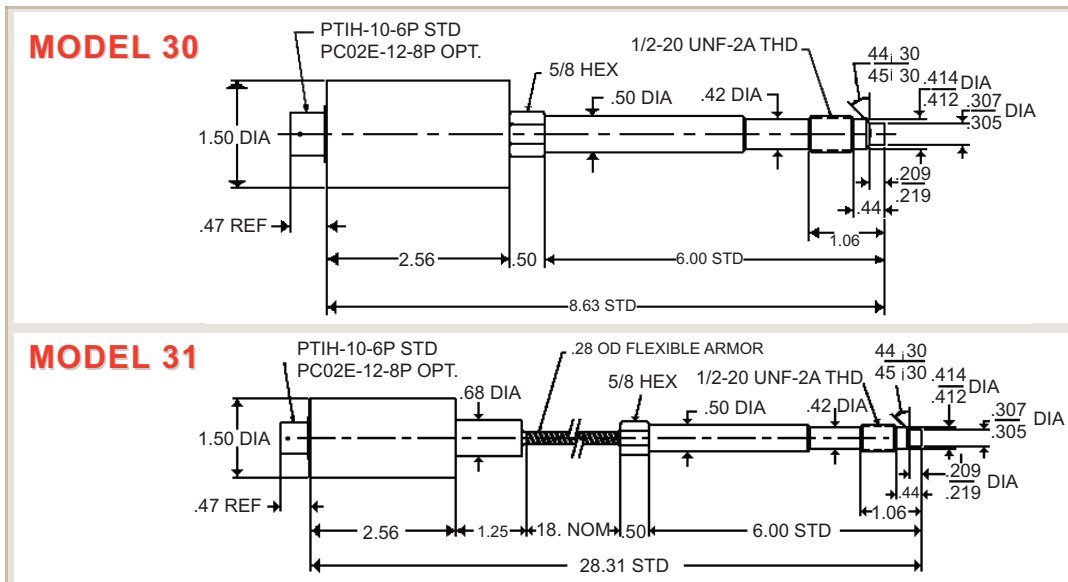 MODEL 30
PTIH-10-6P STD
PC02E-12-8P OPT.
5/8 HEX
1/2-20 UNF-2A THD
44¡ 30
45¡ 30
.414
.412
DIA
.307
.305
1.50 DIA
.50 DIA
.42 DIA
.209
.219
.44
1.06
.47 REF
2.56
.50
6.00 STD
8.63 STD
MODEL 31
PTIH-10-6P STD
PC02E-12-8P OPT.
.28 OD FLEXIBLE ARMOR
5/8 HEX
1/2-20 UNF-2A THD
44 ¡30
45 ¡30
.414
.412
DIA
.307
.305
DIA
1.50 DIA
.68 DIA
.50 DIA
.42 DIA
.209
.219
DIA
.44
1.06
.47 REF
2.56
1.25
18. NOM
.50
6.00 STD
28.31 STD